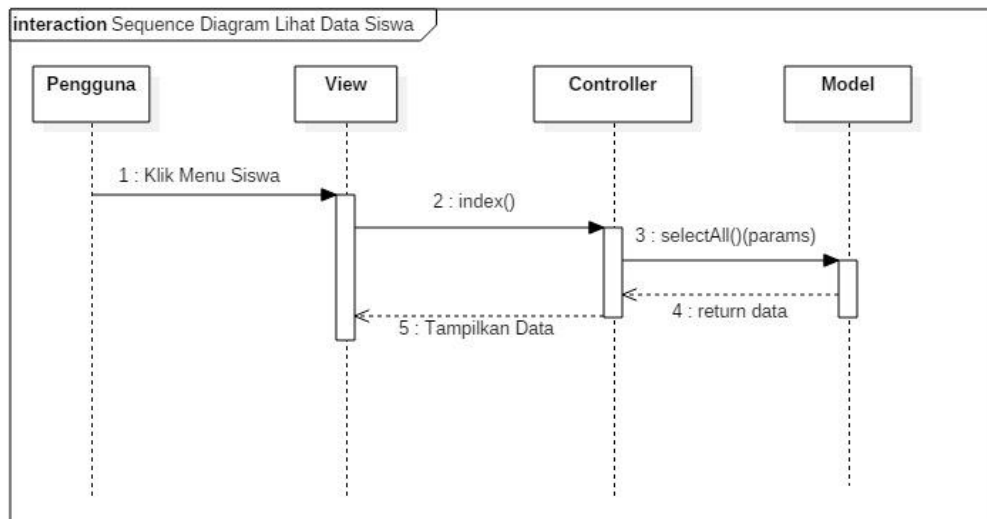 interaction Sequence Diagram Lihat Data Siswa
Pengguna
View
Controller
Model
1 : Klik Menu Siswa
2 : index()
3 : selectAll()(params)
4 : return data
5 : Tampilkan Data